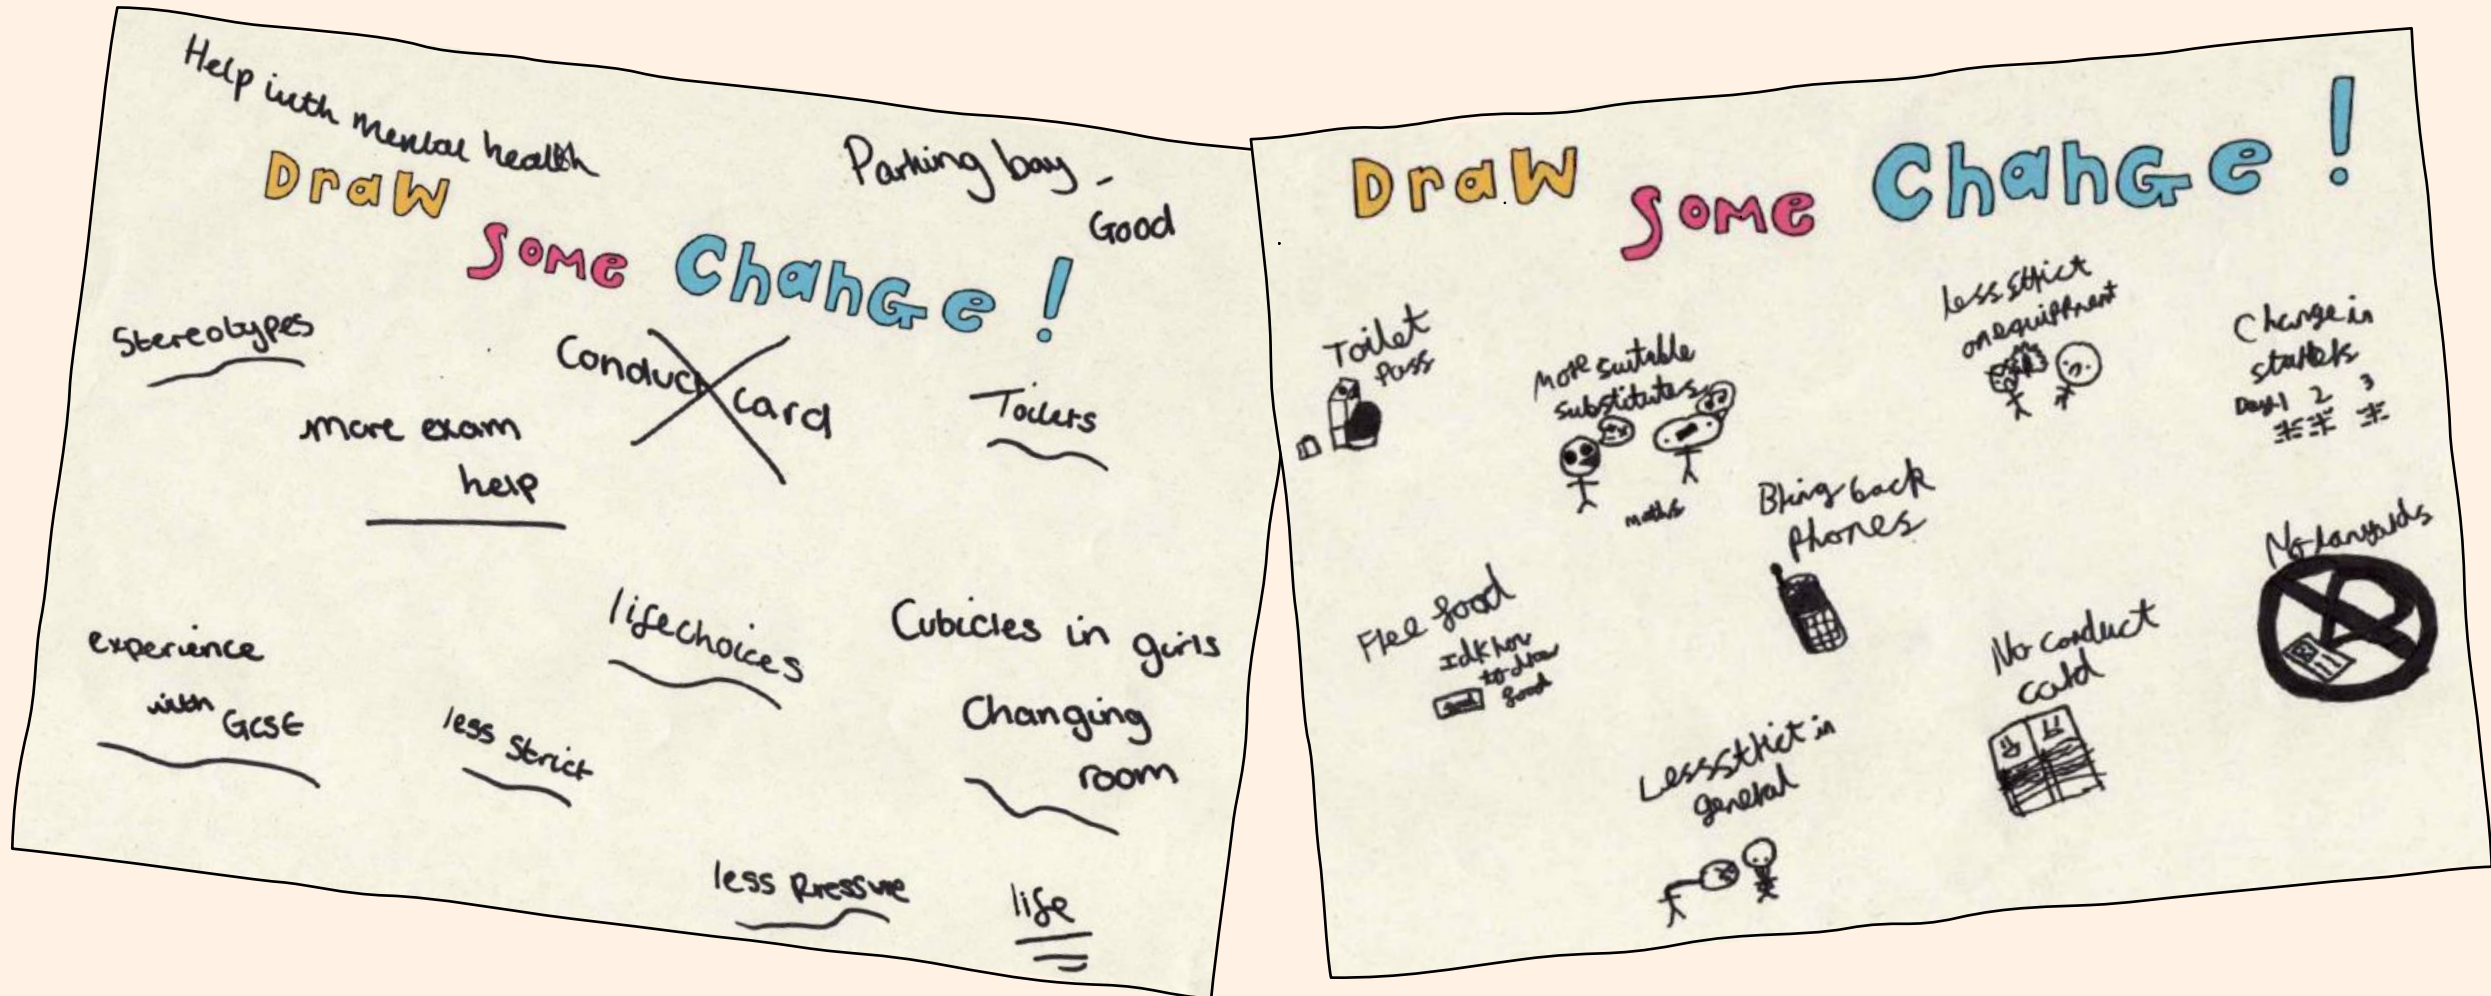 Help with mental health
Draw Some Change!
Parking bay -
Good
Stereotypes
Conduct card
Toilets
more exam
help
lifechoices
Cubicles in girls
Changing
room
experience
with GCSE
less strict
less pressure
life
Draw Some Change!
Toilet
pass
More suitable
substitutes
maths
less strict
on equipment
Change in
starters
Day 1 2 3
Bring back
phones
No lanyards
Free food
Idk how
to draw
food
No conduct
card
Less strict in
general